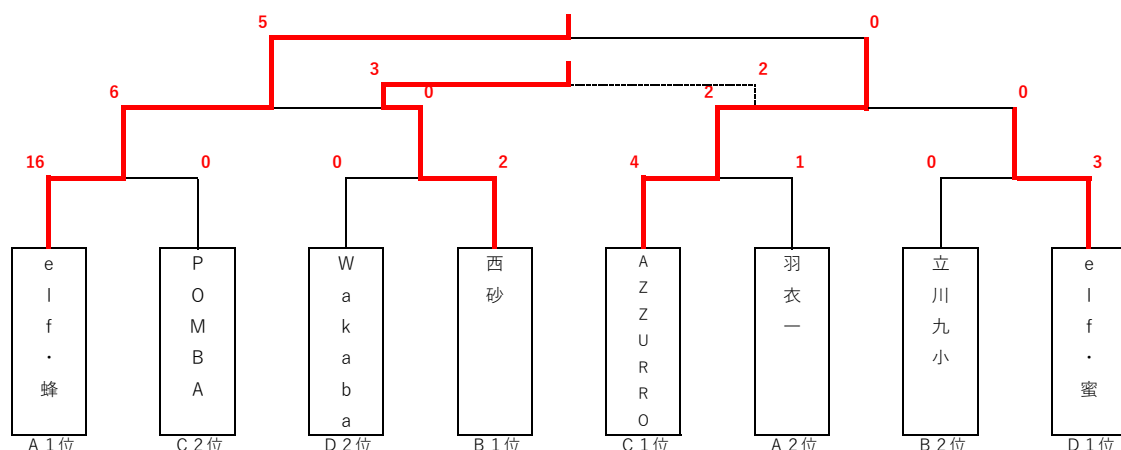 5
0
3
2
6
0
2
0
16
0
0
2
4
1
0
3
elf・蜂
POMBA
Wakaba
西砂
AZZURRO
羽衣一
立川九小
elf・蜜
A1位
C2位
D2位
B1位
C1位
A2位
B2位
D1位